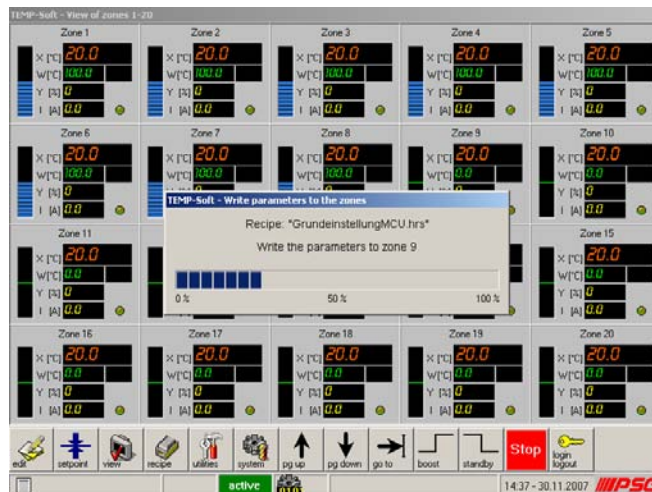 TEMP-Soft - View of zones 1-20
Zone 1 Zone 2 Zone 3 Zone 4 Zone 5
X [°C] 20.0 X [°C] 20.0 X [°C] 20.0 X [°C] 20.0 X [°C] 20.0
W[°C] 100.0 W[°C] 100.0 W[°C] 100.0 W[°C] 100.0 W[°C] 100.0
Y [%] 0 Y [%] 0 Y [%] 0 Y [%] 0 Y [%] 0
I [A] 0.0 I [A] 0.0 I [A] 0.0 I [A] 0.0 I [A] 0.0
Zone 6 Zone 7 Zone 8 Zone 9 Zone 10
X [°C] 20.0 X [°C] 20.0 X [°C] 20.0 X [°C] 20.0 X [°C] 20.0
W[°C] 100.0 W[°C] 100.0 W[°C] 100.0 W[°C] 0.0 W[°C] 0.0
Y [%] 0 Y [%] 0
I [A] 0.0 I [A] 0.0
TEMP-Soft - Write parameters to the zones
Recipe: "GrundeinstellungMCU.hrs"
Write the parameters to zone 9
0 % 50 % 100 %
Zone 11 Zone 15
X [°C] 20.0 X [°C] 20.0
W[°C] 0.0 W[°C] 0.0
Y [%] 0 Y [%] 0
I [A] 0.0 I [A] 0.0 I [A] 0.0 I [A] 0.0 I [A] 0.0
Zone 16 Zone 17 Zone 18 Zone 19 Zone 20
X [°C] 20.0 X [°C] 20.0 X [°C] 20.0 X [°C] 20.0 X [°C] 20.0
W[°C] 0.0 W[°C] 0.0 W[°C] 0.0 W[°C] 0.0 W[°C] 0.0
Y [%] 0 Y [%] 0 Y [%] 0 Y [%] 0 Y [%] 0
I [A] 0.0 I [A] 0.0 I [A] 0.0 I [A] 0.0 I [A] 0.0
edit setpoint view recipe utilities system pg up pg down go to boost standby Stop login logout
active 0101 14:37 - 30.11.2007 PSG